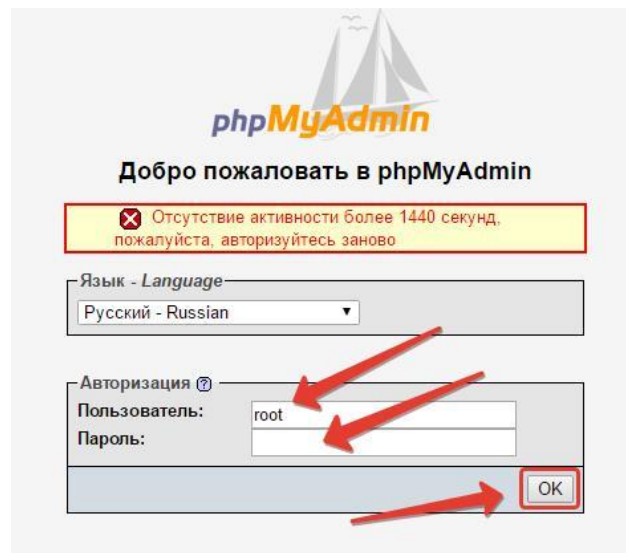 phpMyAdmin
Добро пожаловать в phpMyAdmin
Отсутствие активности более 1440 секунд,
пожалуйста, авторизуйтесь заново
Язык - Language
Русский - Russian
Авторизация
Пользователь: root
Пароль:
OK